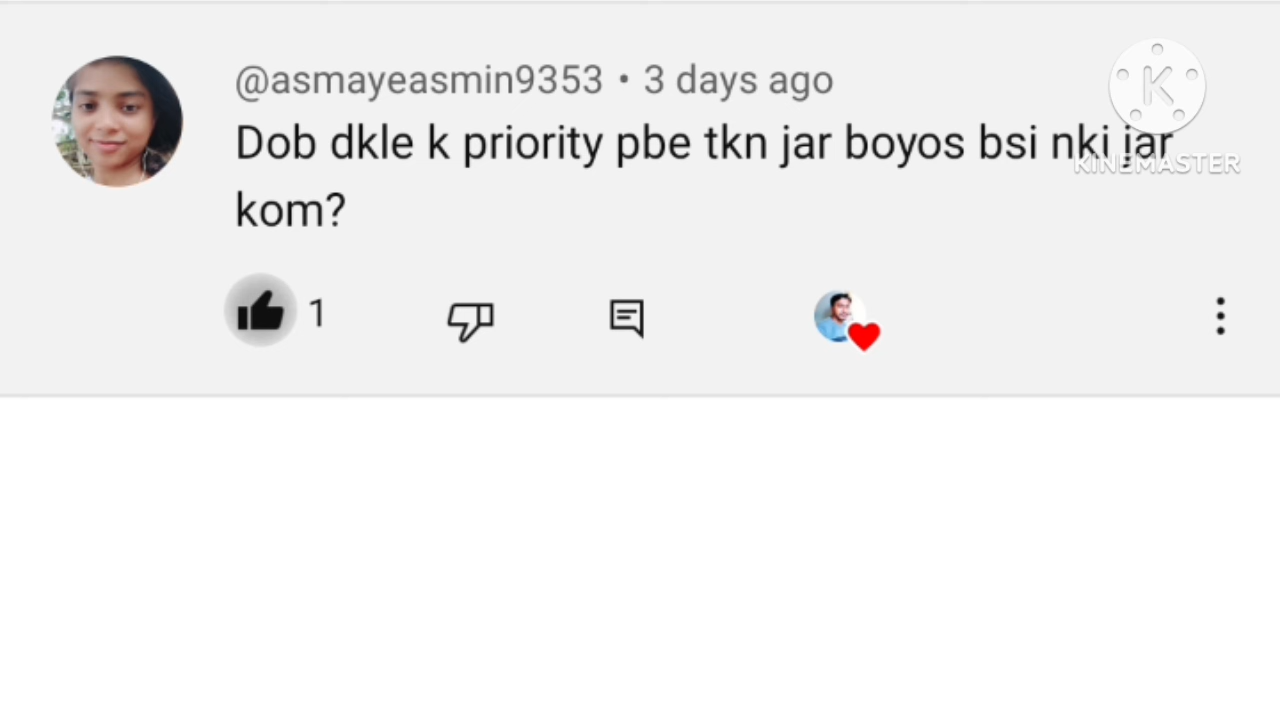 @asmayeasmin9353 • 3 days ago
Dob dkle k priority pbe tkn jar boyos bsi nki jar
kom?
K
KINEMASTER
1